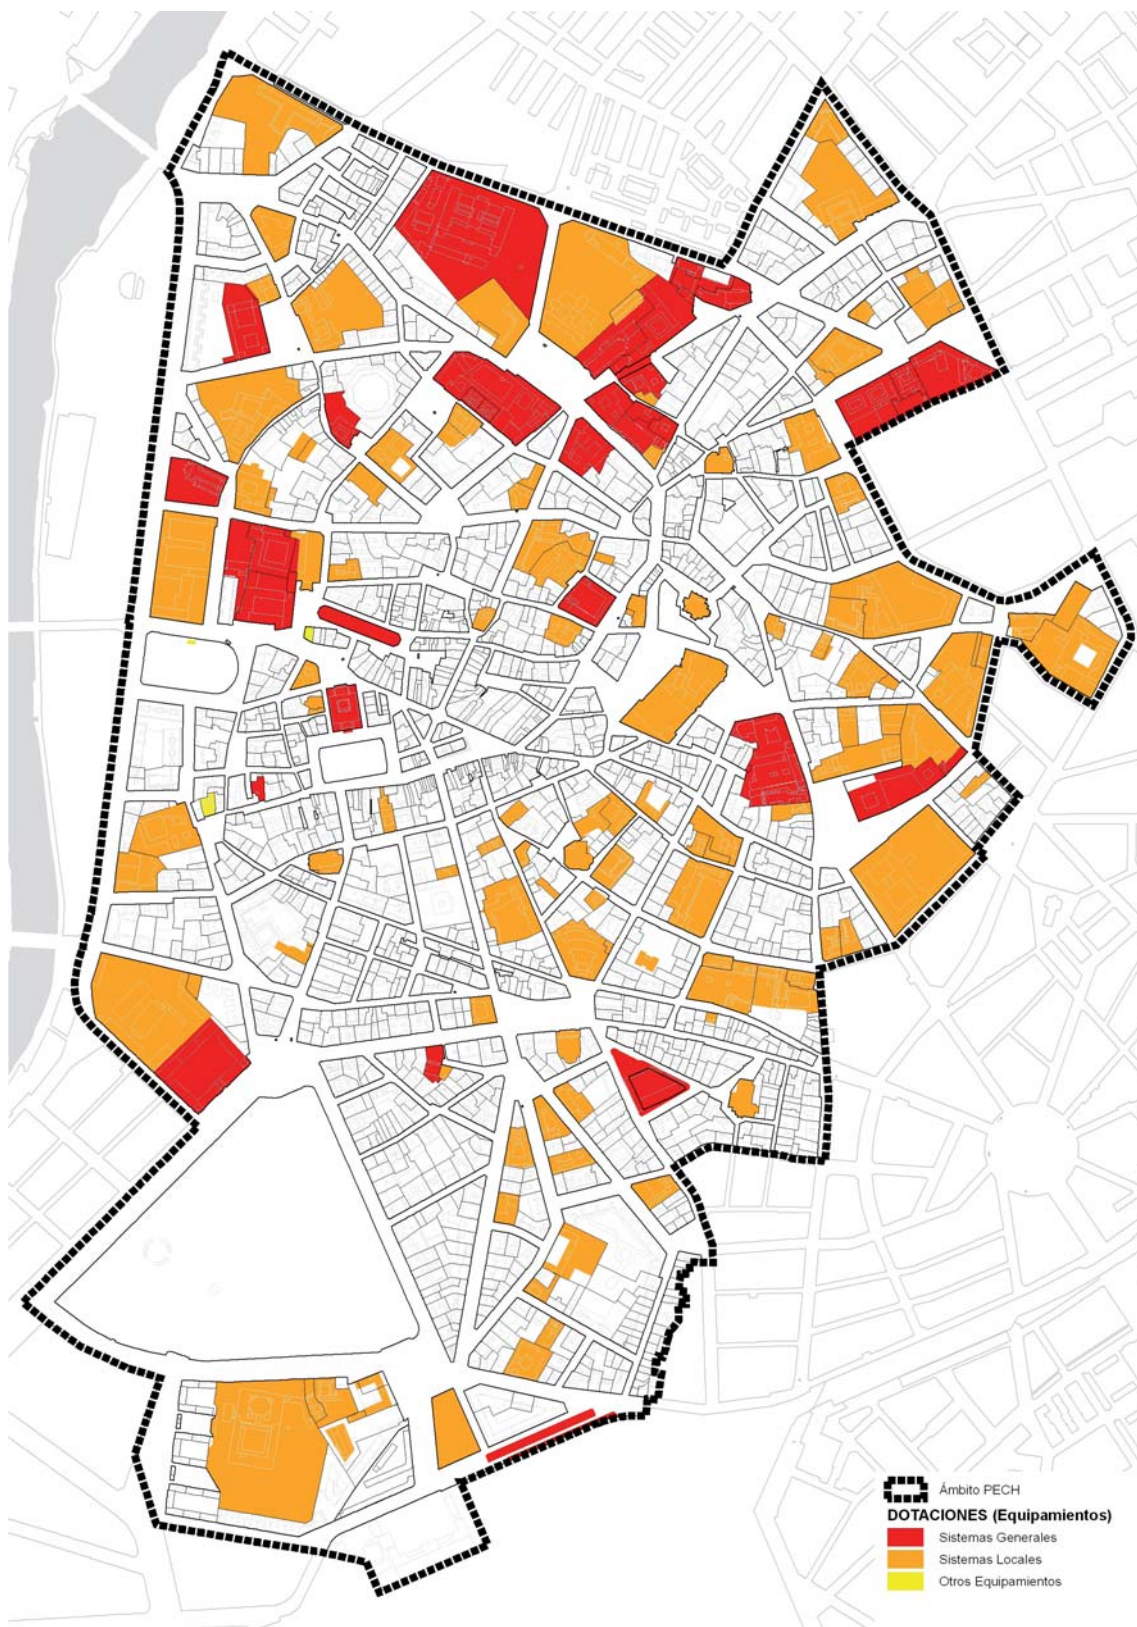 Ámbito PECH
DOTACIONES (Equipamientos)
Sistemas Generales
Sistemas Locales
Otros Equipamientos